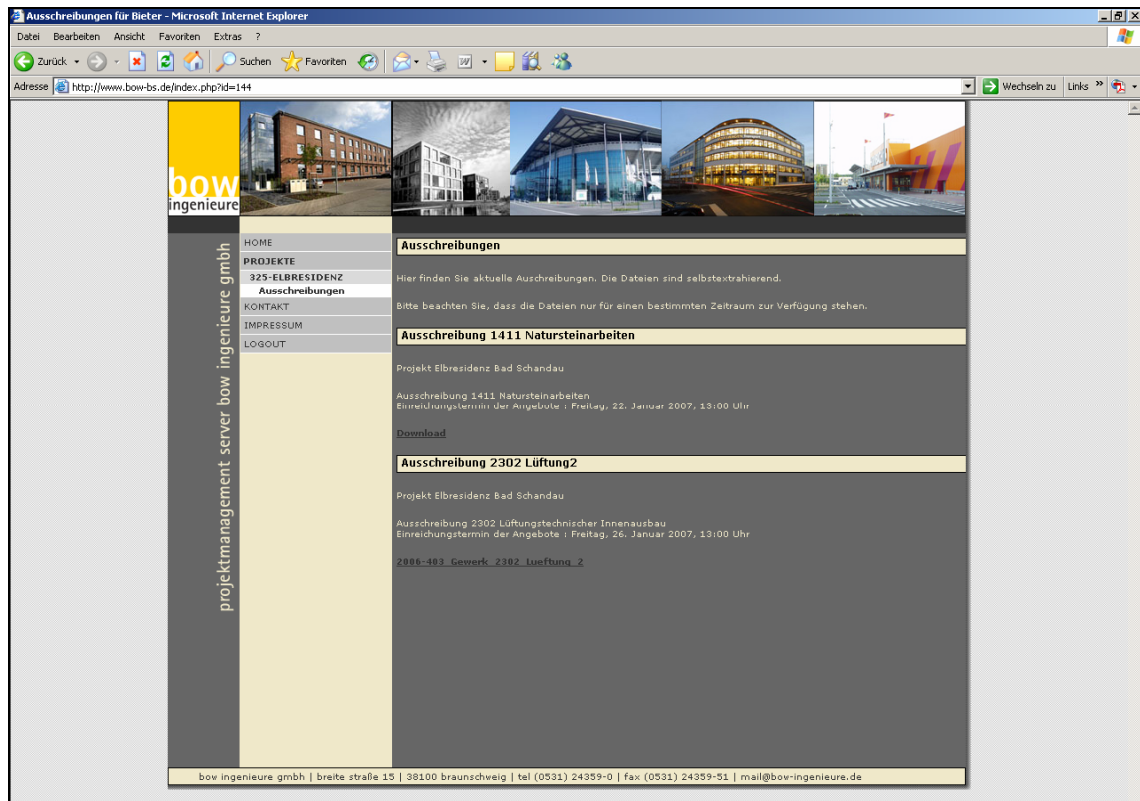 Ausschreibungen für Bieter - Microsoft Internet Explorer
Datei Bearbeiten Ansicht Favoriten Extras ?
Zurück Suchen Favoriten
Adresse http://www.bow-bs.de/index.php?id=144 Wechseln zu Links »
bow
ingenieure
projektmanagement server bow ingenieure gmbh
HOME
PROJEKTE
325-ELBRESIDENZ
Ausschreibungen
KONTAKT
IMPRESSUM
LOGOUT
Ausschreibungen
Hier finden Sie aktuelle Auschreibungen. Die Dateien sind selbstextrahierend.
Bitte beachten Sie, dass die Dateien nur für einen bestimmten Zeitraum zur Verfügung stehen.
Ausschreibung 1411 Natursteinarbeiten
Projekt Elbresidenz Bad Schandau
Ausschreibung 1411 Natursteinarbeiten
Einreichungstermin der Angebote : Freitag, 22. Januar 2007, 13:00 Uhr
Download
Ausschreibung 2302 Lüftung2
Projekt Elbresidenz Bad Schandau
Ausschreibung 2302 Lüftungstechnischer Innenausbau
Einreichungstermin der Angebote : Freitag, 26. Januar 2007, 13:00 Uhr
2006-403_Gewerk_2302_Lueftung_2
bow ingenieure gmbh | breite straße 15 | 38100 braunschweig | tel (0531) 24359-0 | fax (0531) 24359-51 | mail@bow-ingenieure.de